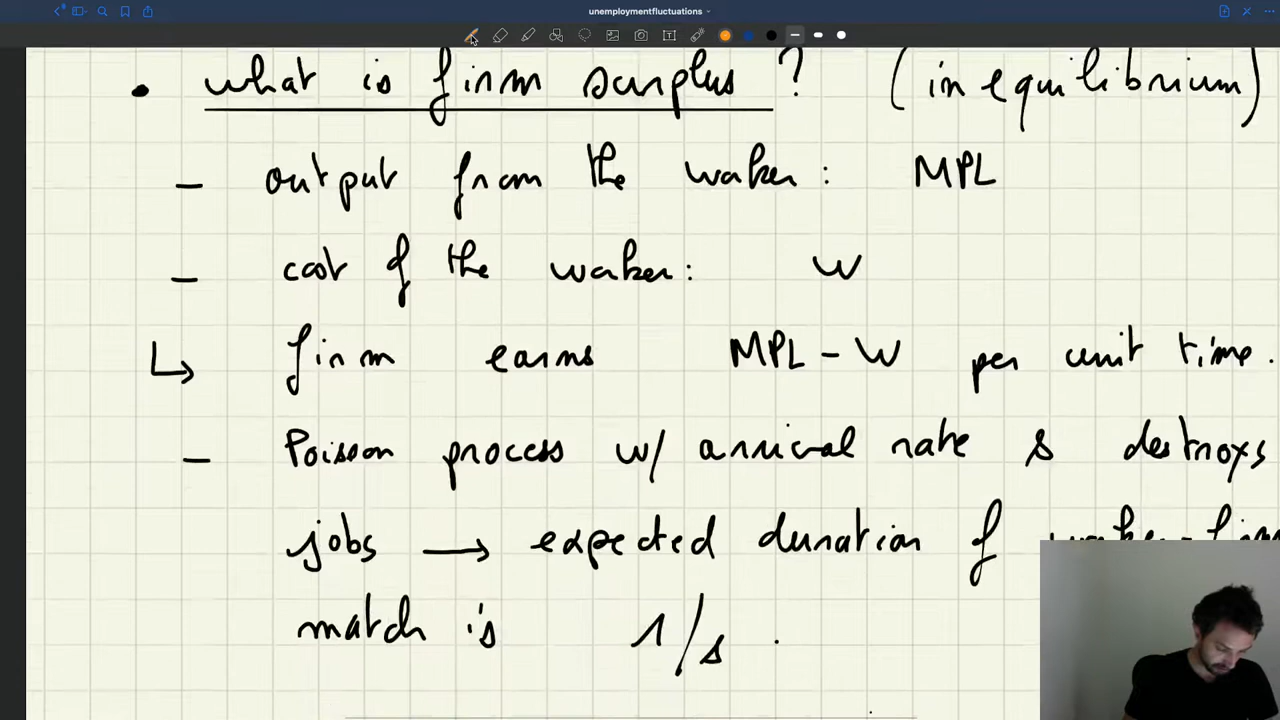 unemploymentfluctuations
• what is firm surplus? (in equilibrium)
– output from the worker: MPL
– cost of the worker: W
↳ firm earns MPL – W per unit time.
– Poisson process w/ arrival rate s destroys
jobs → expected duration of
match is 1/s.